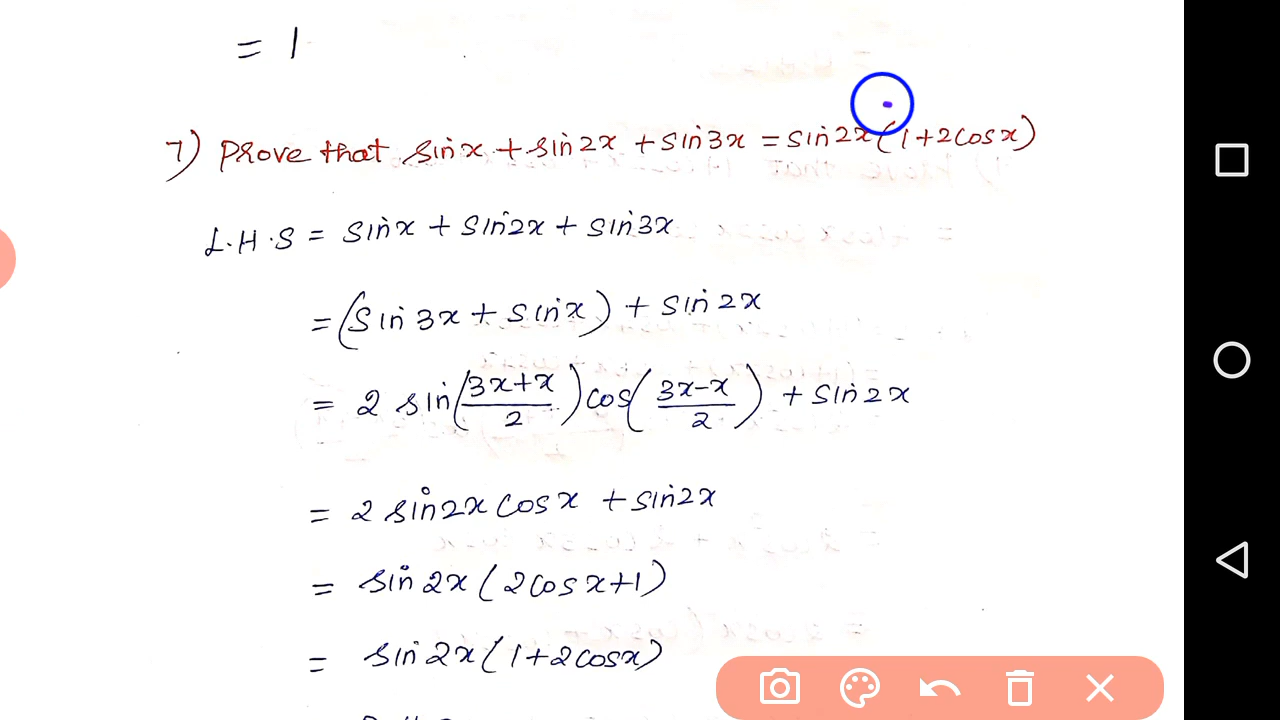 = 1
7) Prove that sin x + sin 2x + sin 3x = sin 2x (1+2cos x)
L.H.S = sin x + sin 2x + sin 3x
= (sin 3x + sin x) + sin 2x
= 2 sin((3x+x)/2) cos((3x-x)/2) + sin 2x
= 2 sin 2x cos x + sin 2x
= sin 2x (2cos x+1)
= sin 2x (1+2cos x)